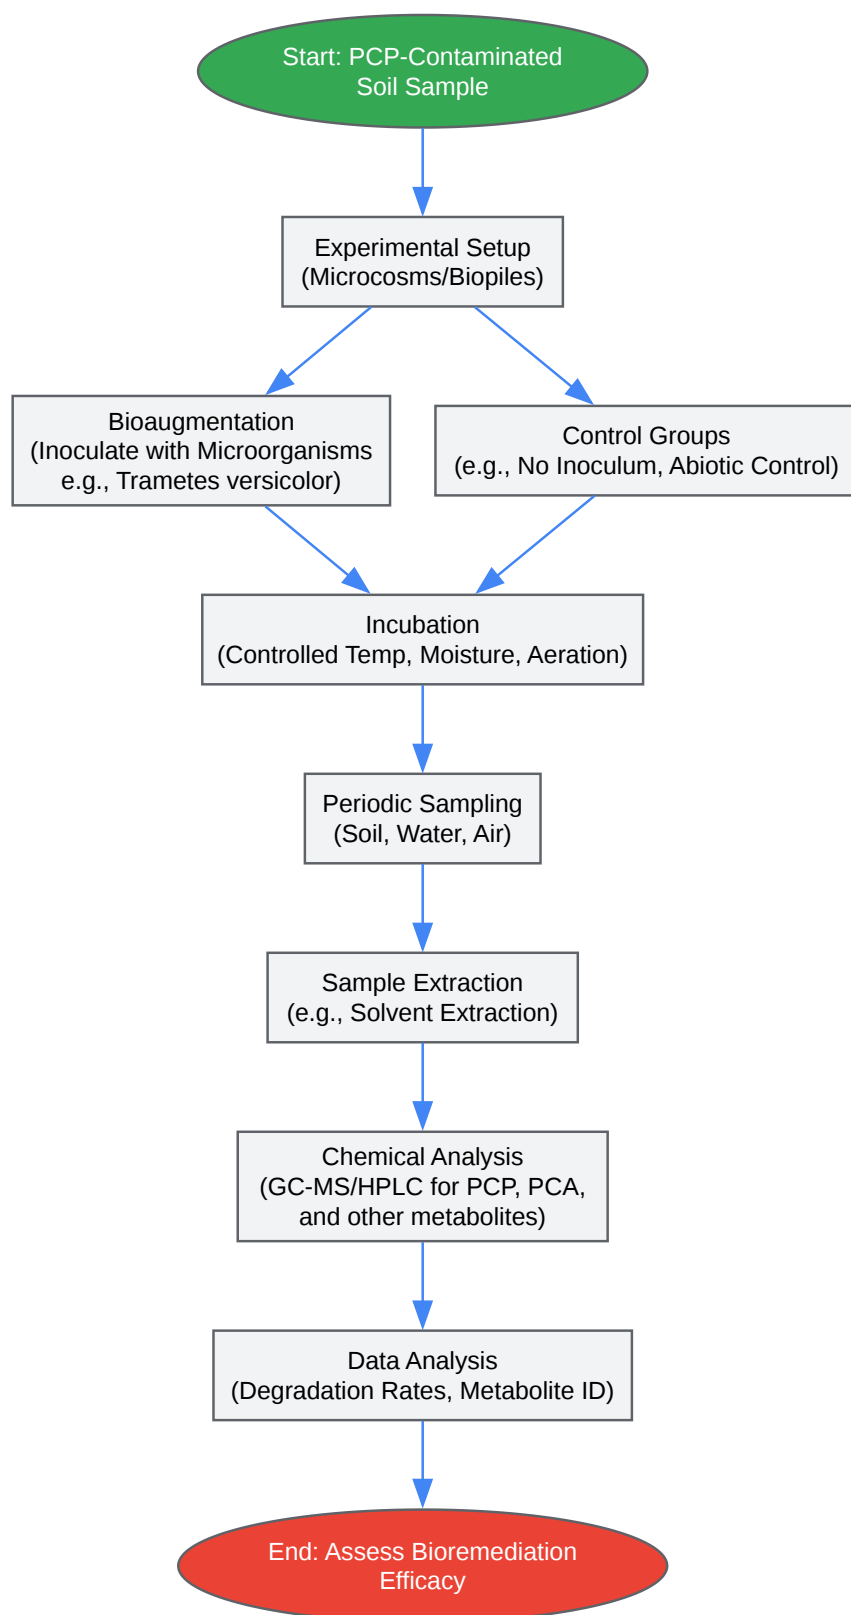 Start: PCP-Contaminated
Soil Sample
Experimental Setup
(Microcosms/Biopiles)
Bioaugmentation
(Inoculate with Microorganisms
e.g., Trametes versicolor)
Control Groups
(e.g., No Inoculum, Abiotic Control)
Incubation
(Controlled Temp, Moisture, Aeration)
Periodic Sampling
(Soil, Water, Air)
Sample Extraction
(e.g., Solvent Extraction)
Chemical Analysis
(GC-MS/HPLC for PCP, PCA,
and other metabolites)
Data Analysis
(Degradation Rates, Metabolite ID)
End: Assess Bioremediation
Efficacy